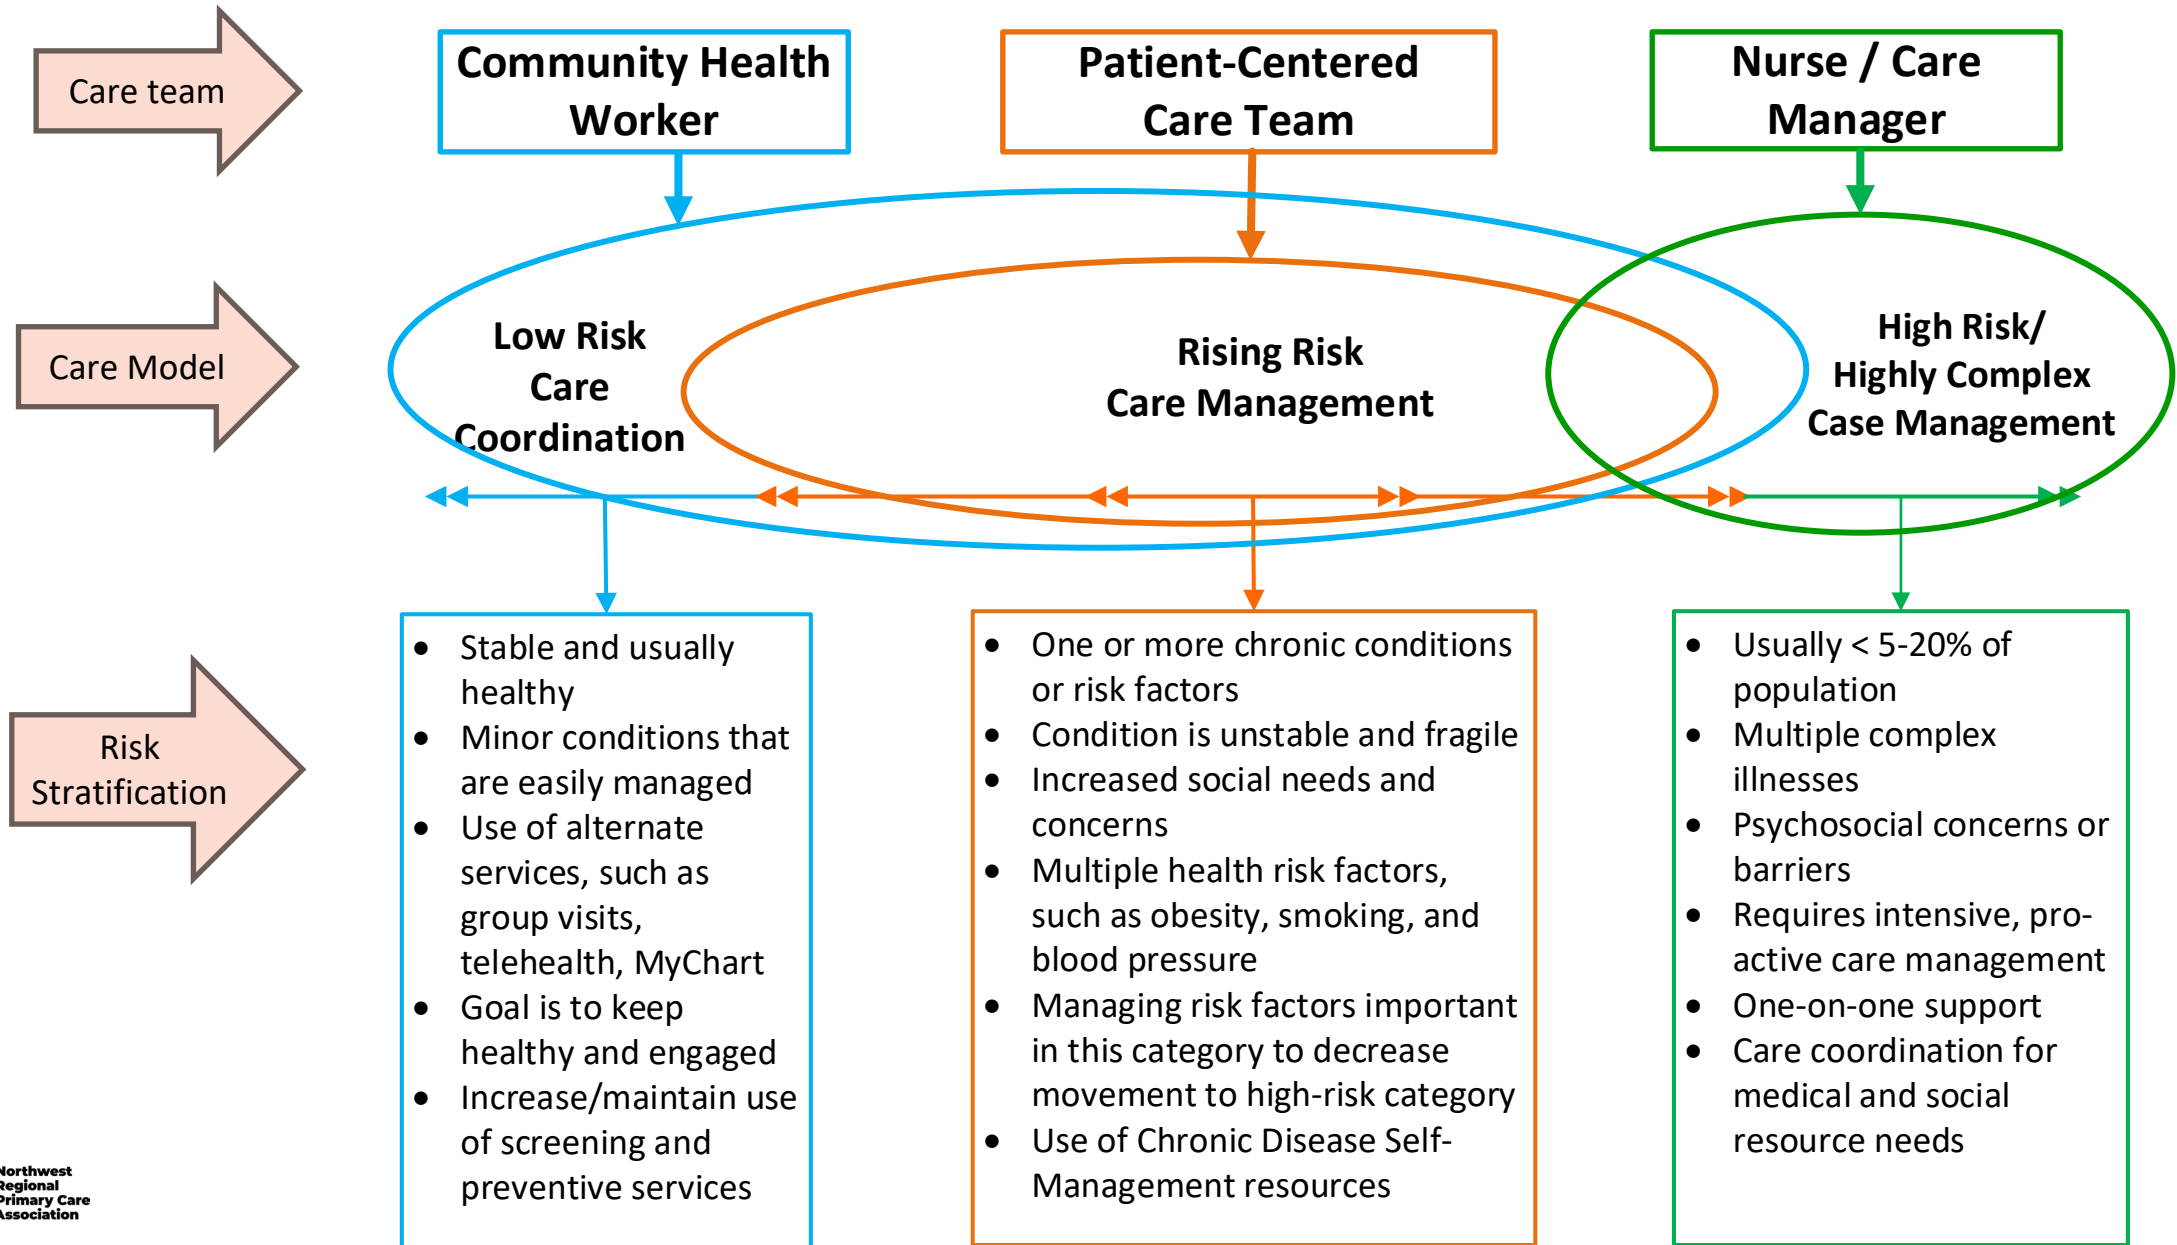 Care team
Community Health
Worker
Patient-Centered
Care Team
Nurse / Care
Manager
Care Model
Low Risk
Care
Coordination
Rising Risk
Care Management
High Risk/
Highly Complex
Case Management
Risk
Stratification
• Stable and usually
healthy
• Minor conditions that
are easily managed
• Use of alternate
services, such as
group visits,
telehealth, MyChart
• Goal is to keep
healthy and engaged
• Increase/maintain use
of screening and
preventive services
• One or more chronic conditions
or risk factors
• Condition is unstable and fragile
• Increased social needs and
concerns
• Multiple health risk factors,
such as obesity, smoking, and
blood pressure
• Managing risk factors important
in this category to decrease
movement to high-risk category
• Use of Chronic Disease Self-
Management resources
• Usually < 5-20% of
population
• Multiple complex
illnesses
• Psychosocial concerns or
barriers
• Requires intensive, pro-
active care management
• One-on-one support
• Care coordination for
medical and social
resource needs
Northwest
Regional
Primary Care
Association